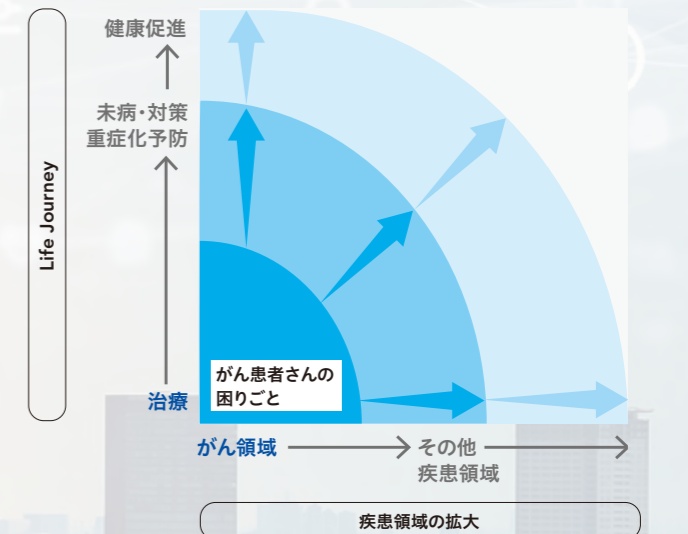 健康促進
未病・対策
重症化予防
Life Journey
がん患者さんの
困りごと
治療
がん領域
その他
疾患領域
疾患領域の拡大